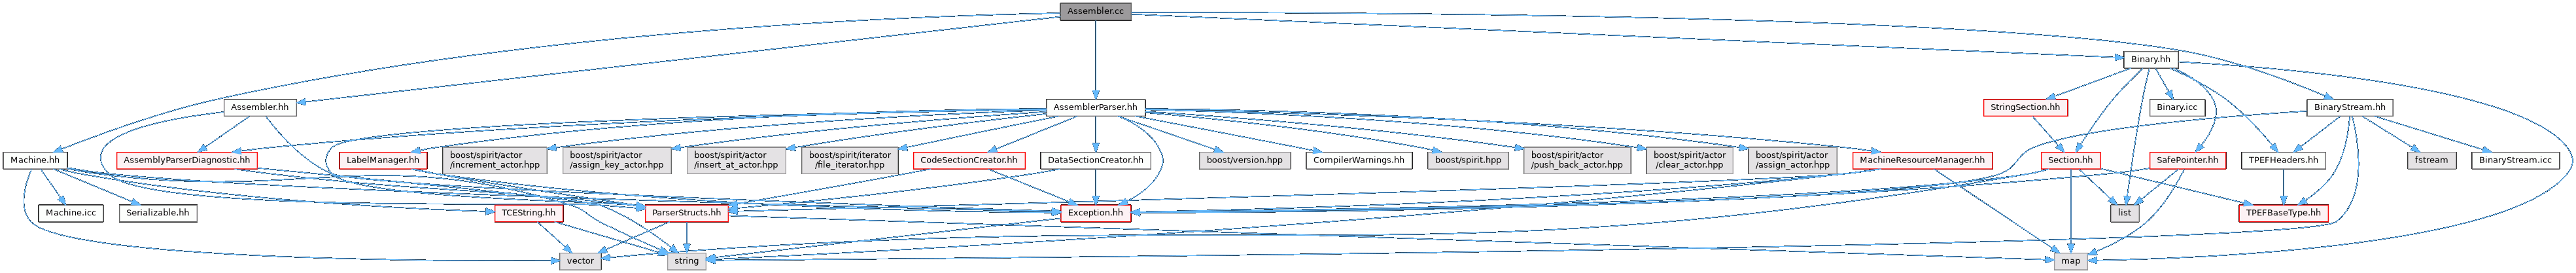 Assembler.cc
Binary.hh
Assembler.hh
AssemblerParser.hh
StringSection.hh
Binary.icc
BinaryStream.hh
Machine.hh
AssemblyParserDiagnostic.hh
LabelManager.hh
boost/spirit/actor
/increment_actor.hpp
boost/spirit/actor
/assign_key_actor.hpp
boost/spirit/actor
/insert_at_actor.hpp
boost/spirit/iterator
/file_iterator.hpp
CodeSectionCreator.hh
DataSectionCreator.hh
boost/version.hpp
CompilerWarnings.hh
boost/spirit.hpp
boost/spirit/actor
/push_back_actor.hpp
boost/spirit/actor
/clear_actor.hpp
boost/spirit/actor
/assign_actor.hpp
MachineResourceManager.hh
Section.hh
SafePointer.hh
TPEFHeaders.hh
fstream
BinaryStream.icc
Machine.icc
Serializable.hh
TCEString.hh
ParserStructs.hh
Exception.hh
list
TPEFBaseType.hh
vector
string
map